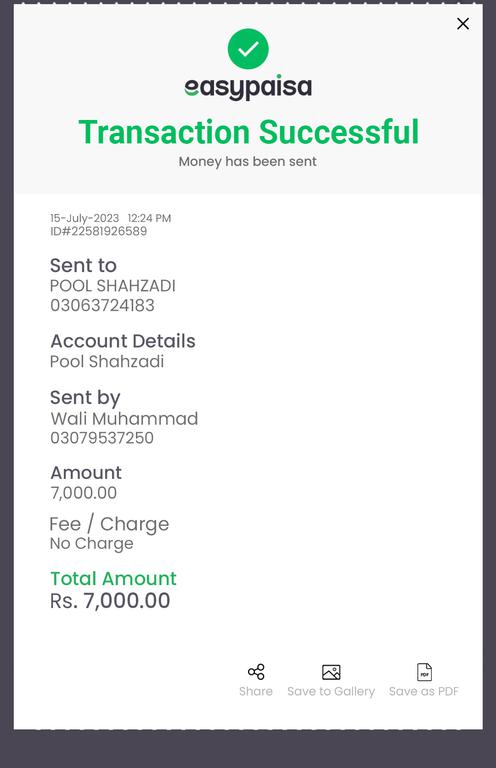 easypaisa
Transaction Successful
Money has been sent
15-July-2023 12:24 PM
ID#22581926589
Sent to
POOL SHAHZADI
03063724183
Account Details
Pool Shahzadi
Sent by
Wali Muhammad
03079537250
Amount
7,000.00
Fee / Charge
No Charge
Total Amount
Rs. 7,000.00
PDF
Share Save to Gallery Save as PDF